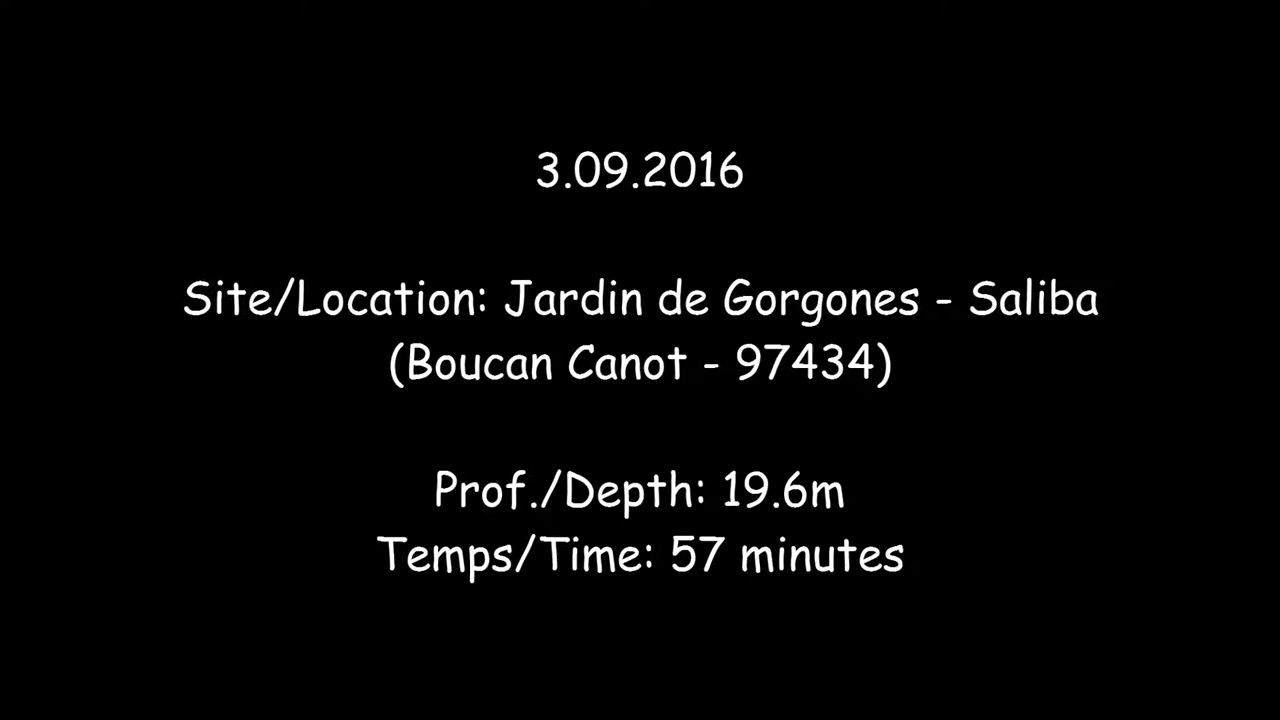 3.09.2016
Site/Location: Jardin de Gorgones - Saliba
(Boucan Canot - 97434)
Prof./Depth: 19.6m
Temps/Time: 57 minutes